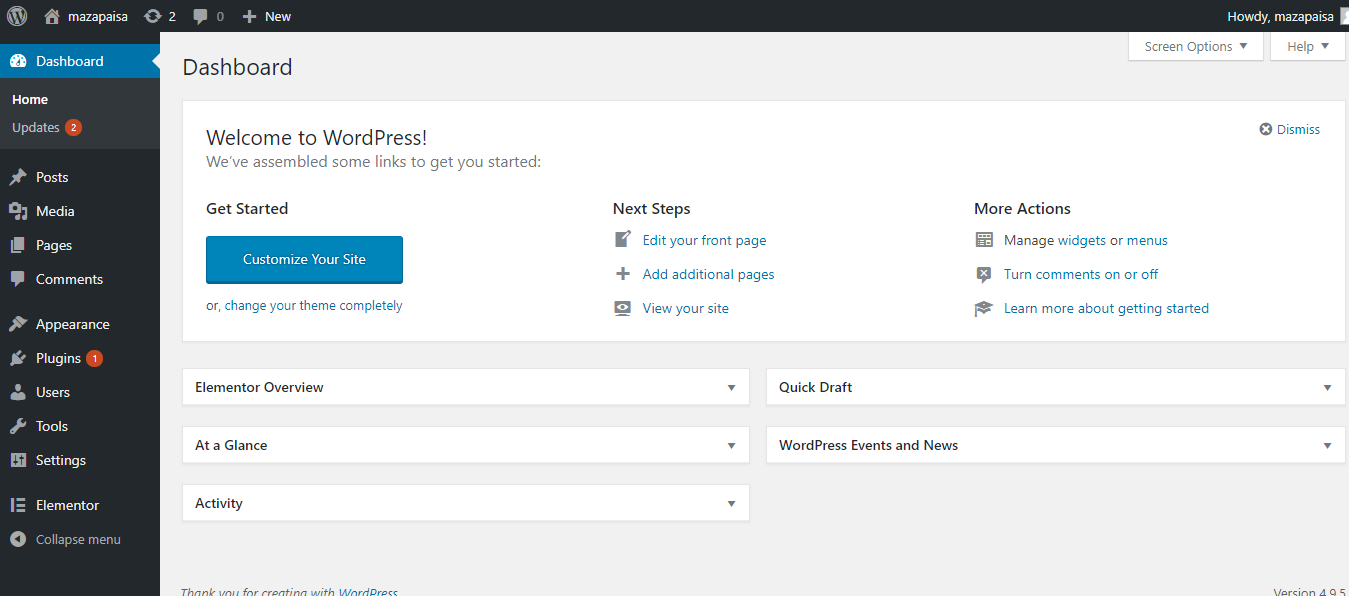 mazapaisa 2 0 New Howdy, mazapaisa
Screen Options Help
Dashboard
Home
Updates 2
Posts
Media
Pages
Comments
Appearance
Plugins 1
Users
Tools
Settings
Elementor
Collapse menu
Dashboard
Welcome to WordPress!
We've assembled some links to get you started:
Dismiss
Get Started
Customize Your Site
or, change your theme completely
Next Steps
Edit your front page
Add additional pages
View your site
More Actions
Manage widgets or menus
Turn comments on or off
Learn more about getting started
Elementor Overview
At a Glance
Activity
Quick Draft
WordPress Events and News
Thank you for creating with WordPress
Version 4.9.5